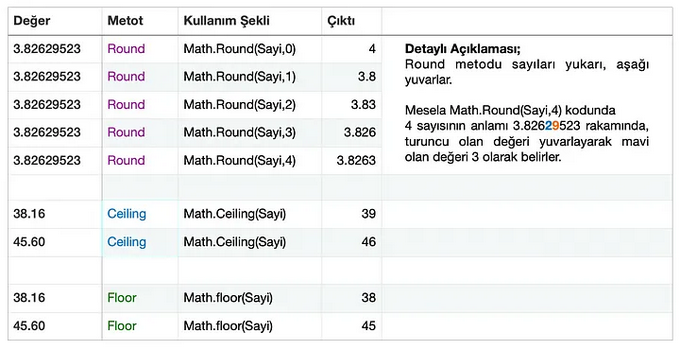 Değer Metot Kullanım Şekli Çıktı
3.82629523 Round Math.Round(Sayi,0) 4
3.82629523 Round Math.Round(Sayi,1) 3.8
3.82629523 Round Math.Round(Sayi,2) 3.83
3.82629523 Round Math.Round(Sayi,3) 3.826
3.82629523 Round Math.Round(Sayi,4) 3.8263
Detaylı Açıklaması;
Round metodu sayıları yukarı, aşağı
yuvarlar.
Mesela Math.Round(Sayi,4) kodunda
4 sayısının anlamı 3.82629523 rakamında,
turuncu olan değeri yuvarlayarak mavi
olan değeri 3 olarak belirler.
38.16 Ceiling Math.Ceiling(Sayi) 39
45.60 Ceiling Math.Ceiling(Sayi) 46
38.16 Floor Math.floor(Sayi) 38
45.60 Floor Math.floor(Sayi) 45